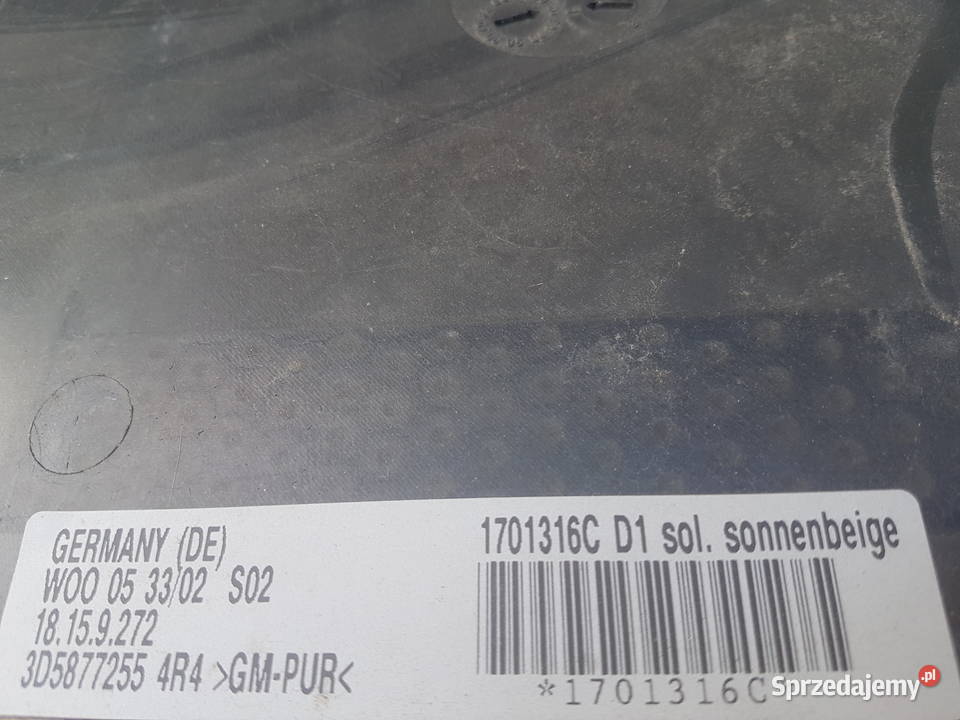 GERMANY (DE)
WOO 05 33/02 S02
18.15.9.272
3D5877255 4R4 >GM-PUR<
1701316C D1 sol. sonnenbeige
*1701316C
Sprzedajemy.pl